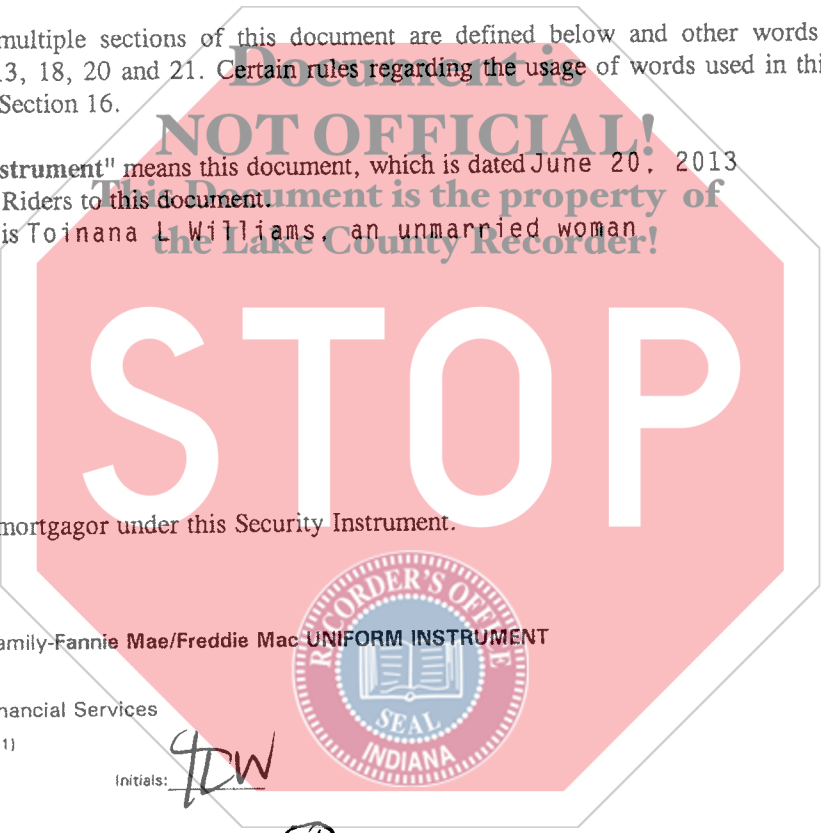 multiple sections of this document are defined below and other words
13, 18, 20 and 21. Certain rules regarding the usage of words used in thi
Section 16.
Document is
NOT OFFICIAL!
This Document is the property of
the Lake County Recorder!
strument" means this document, which is dated June 20, 2013
Riders to this document.
is Toinana L Williams, an unmarried woman
STOP
mortgagor under this Security Instrument.
RECORDER'S OFFICE
SEAL
INDIANA
amily-Fannie Mae/Freddie Mac UNIFORM INSTRUMENT
nancial Services
1)
Initials: TLW